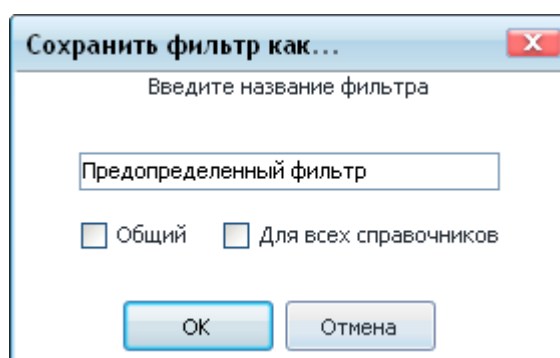 Сохранить фильтр как...
Введите название фильтра
Предопределенный фильтр
Общий Для всех справочников
ОК Отмена